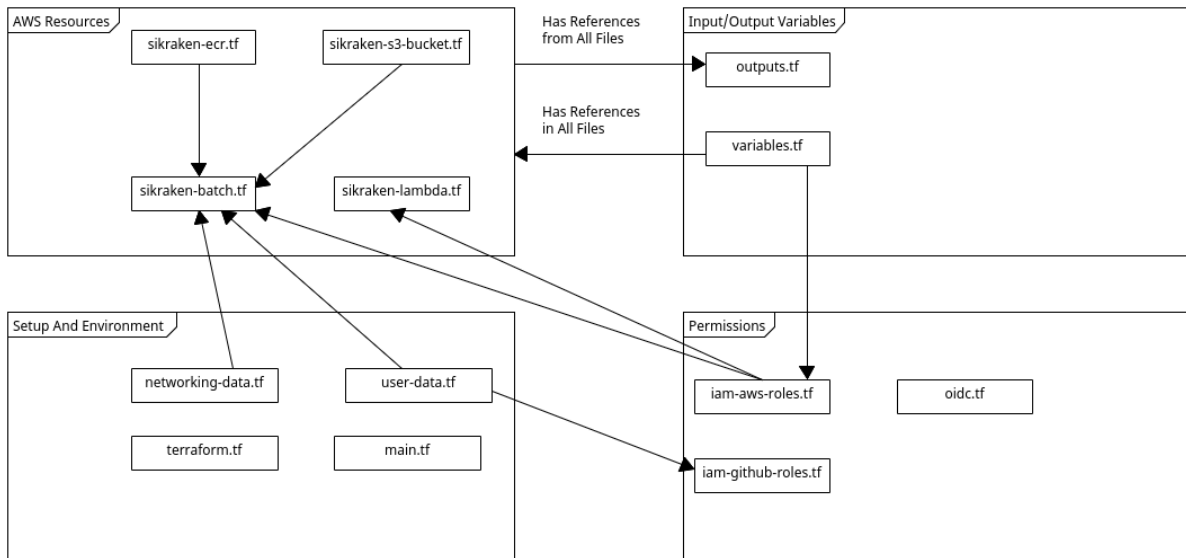 AWS Resources
sikraken-ecr.tf
sikraken-s3-bucket.tf
sikraken-batch.tf
sikraken-lambda.tf
Has References
from All Files
Has References
in All Files
Input/Output Variables
outputs.tf
variables.tf
Setup And Environment
networking-data.tf
user-data.tf
terraform.tf
main.tf
Permissions
iam-aws-roles.tf
oidc.tf
iam-github-roles.tf